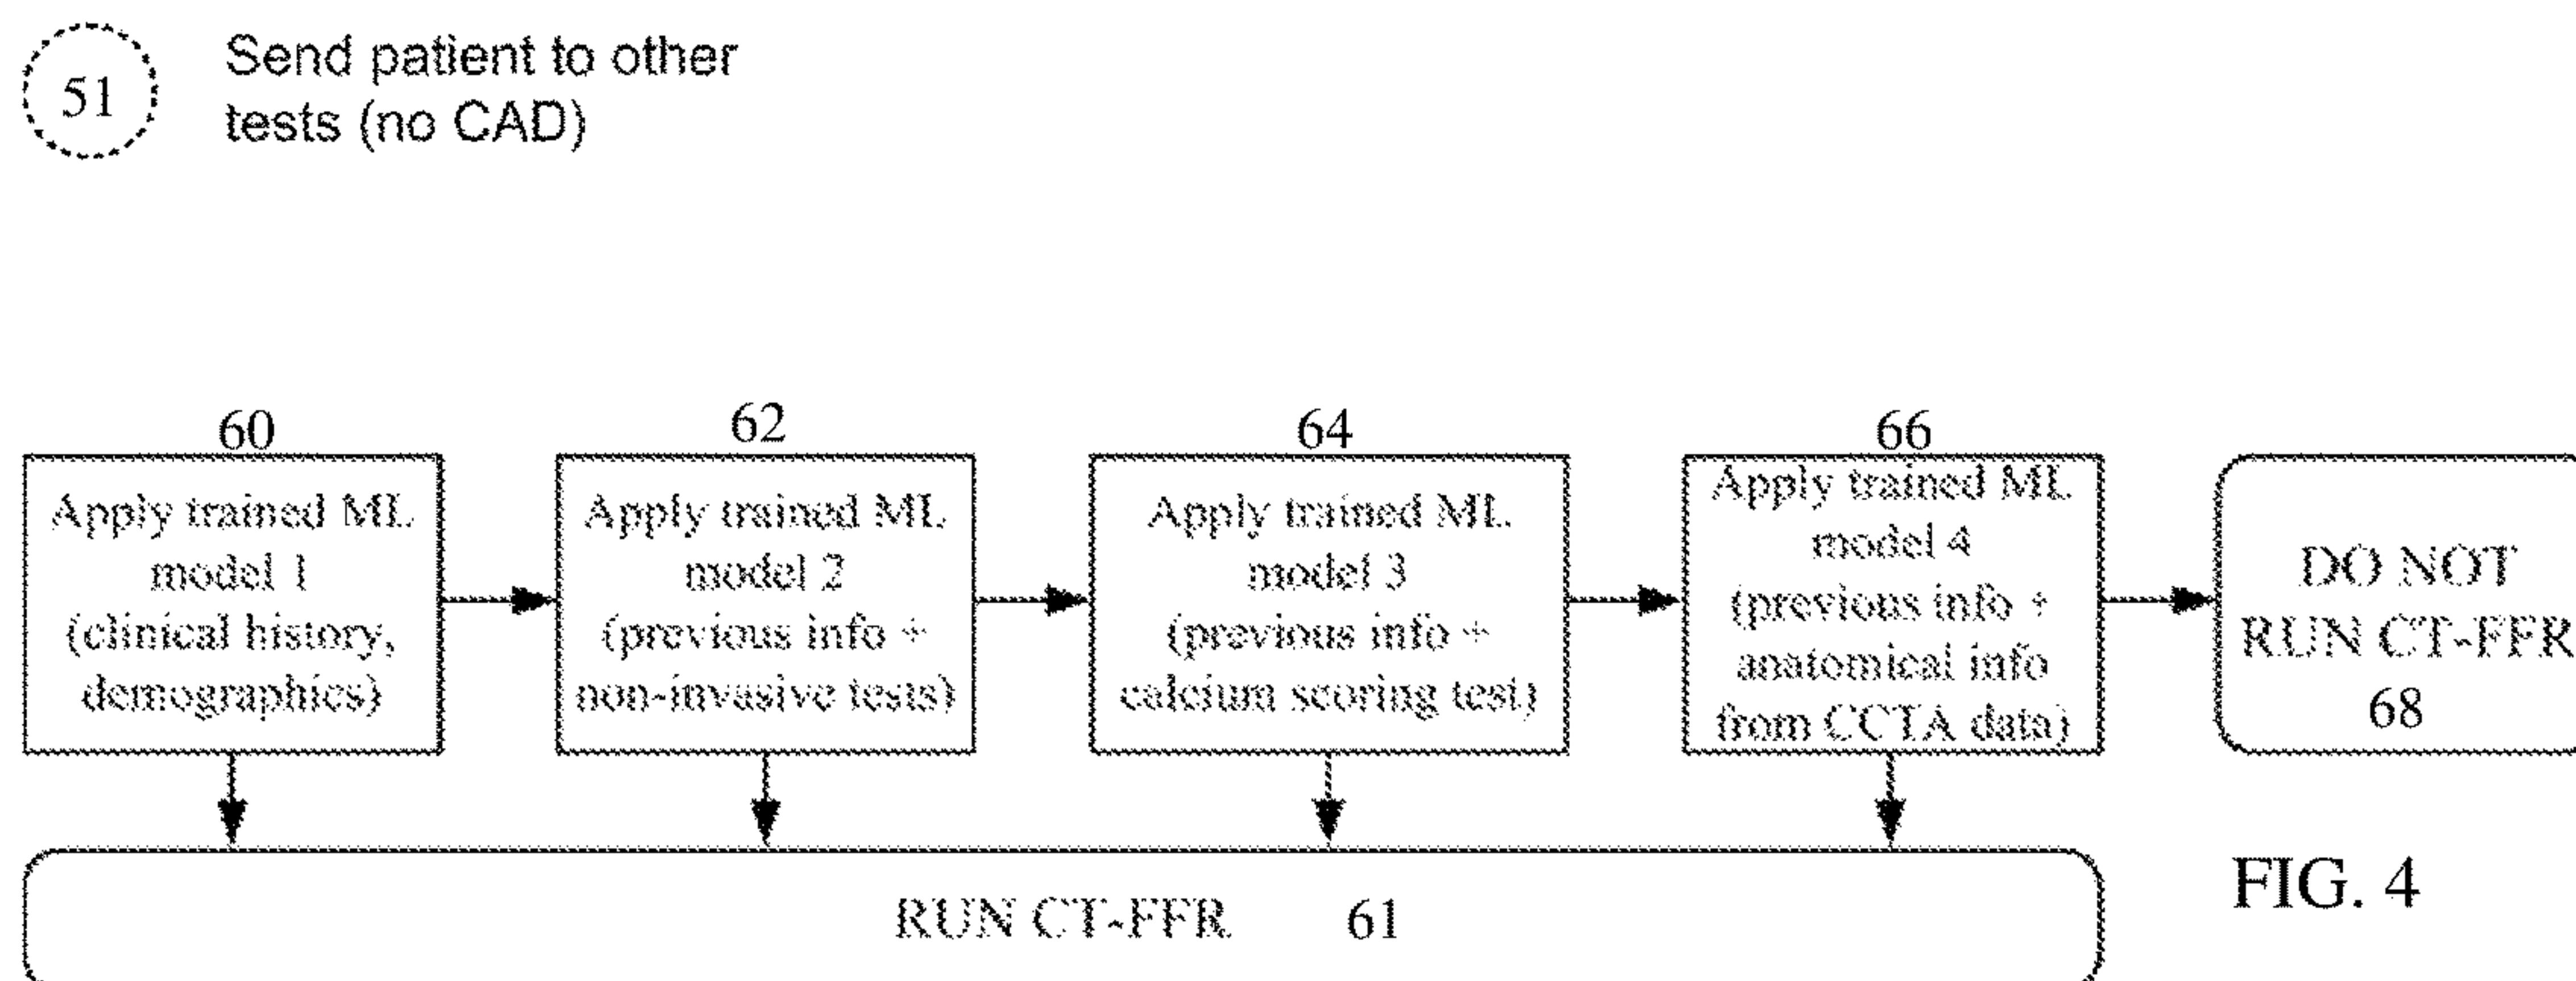 51
Send patient to other
tests (no CAD)
60
Apply trained ML
model 1
(clinical history,
demographics)
62
Apply trained ML
model 2
(previous info +
non-invasive tests)
64
Apply trained ML
model 3
(previous info +
calcium scoring test)
66
Apply trained ML
model 4
(previous info +
anatomical info
from CCTA data)
DO NOT
RUN CT-FFR
68
RUN CT-FFR 61
FIG. 4